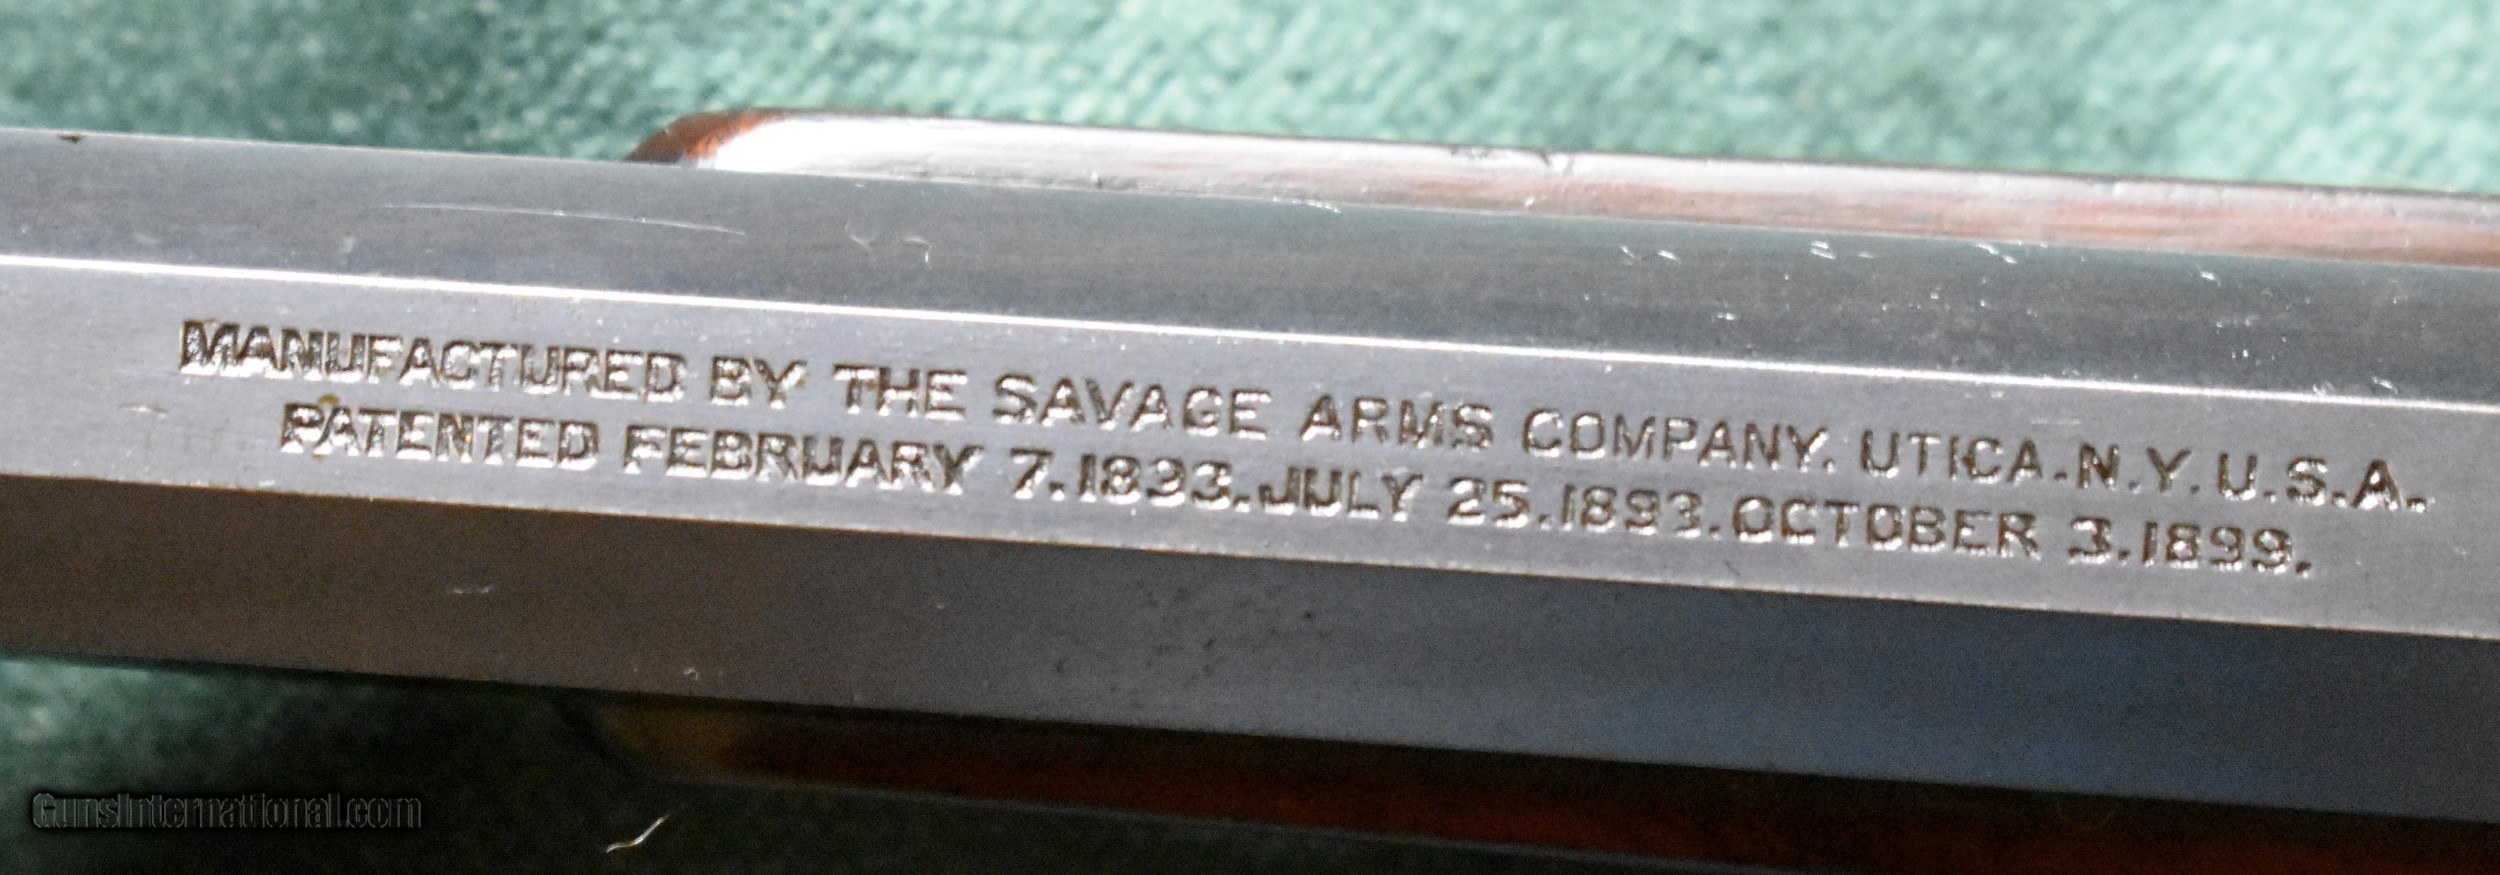 MANUFACTURED BY THE SAVAGE ARMS COMPANY. UTICA.N.Y.U.S.A.
PATENTED FEBRUARY 7.1893.JULY 25.1893.OCTOBER 3.1899.
GunsInternational.com